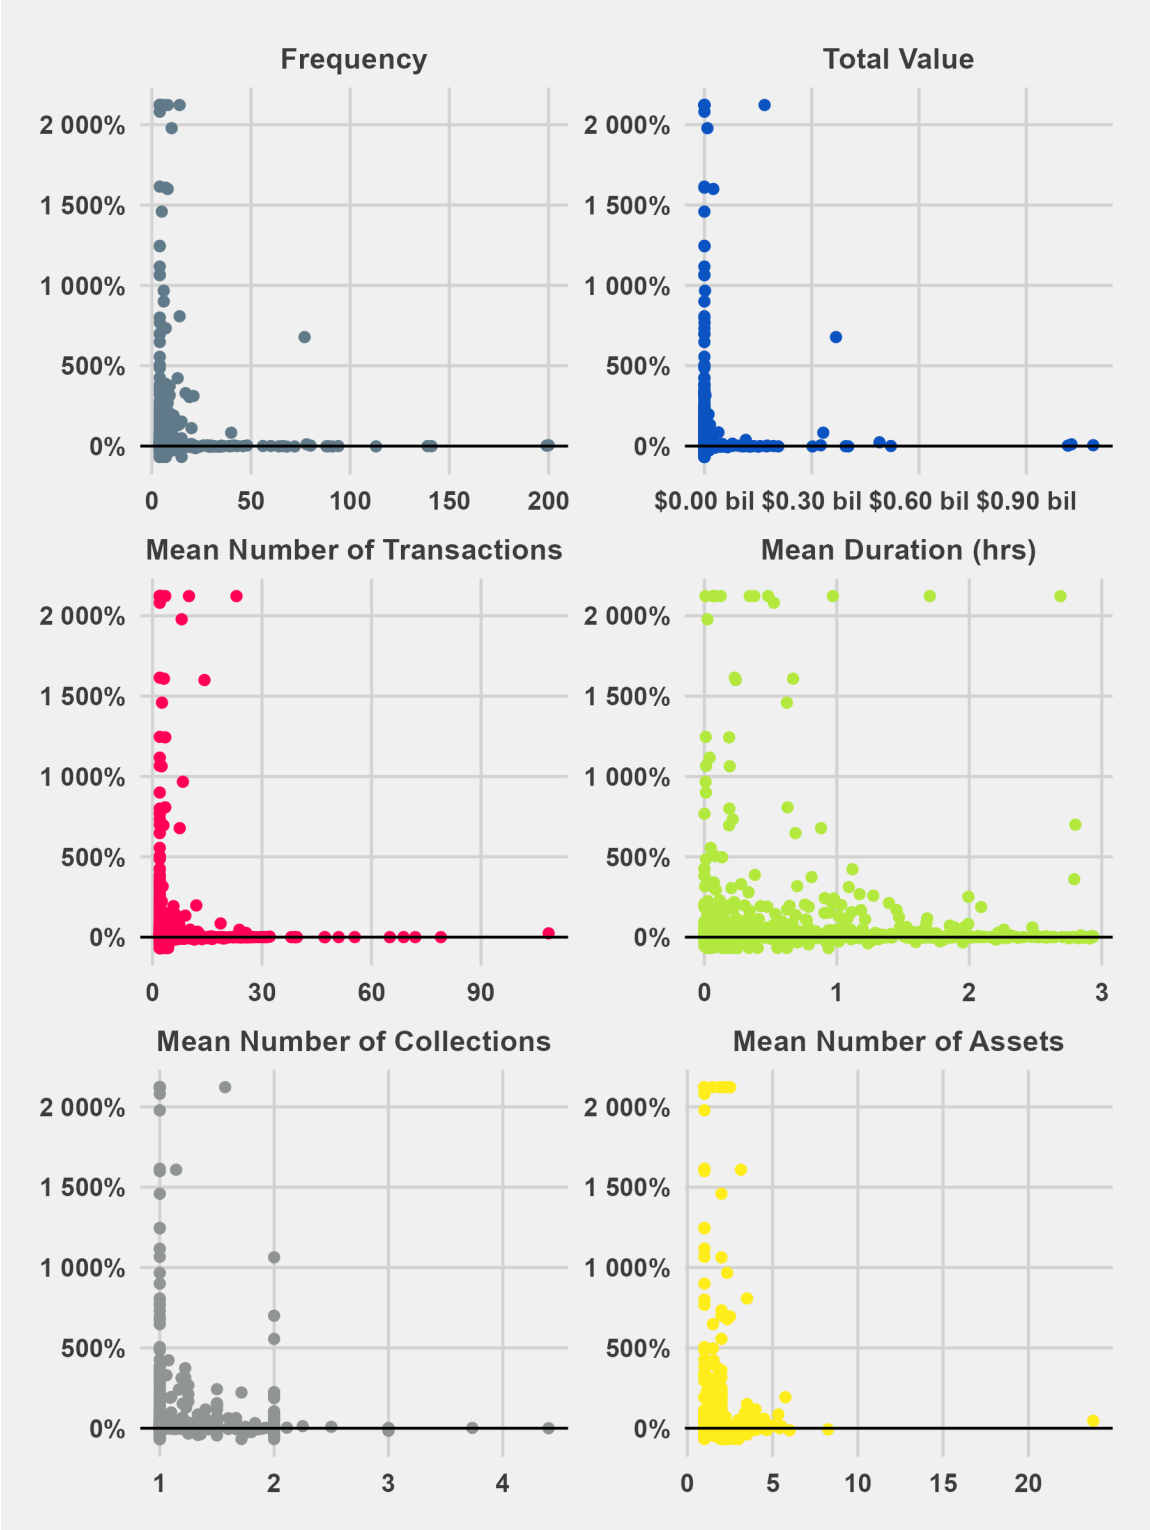 Frequency
Total Value
2 000%
1 500%
1 000%
500%
0%
2 000%
1 500%
1 000%
500%
0%
0 50 100 150 200
$0.00 bil $0.30 bil $0.60 bil $0.90 bil
Mean Number of Transactions
Mean Duration (hrs)
2 000%
1 500%
1 000%
500%
0%
2 000%
1 500%
1 000%
500%
0%
0 30 60 90
0 1 2 3
Mean Number of Collections
Mean Number of Assets
2 000%
1 500%
1 000%
500%
0%
2 000%
1 500%
1 000%
500%
0%
1 2 3 4
0 5 10 15 20